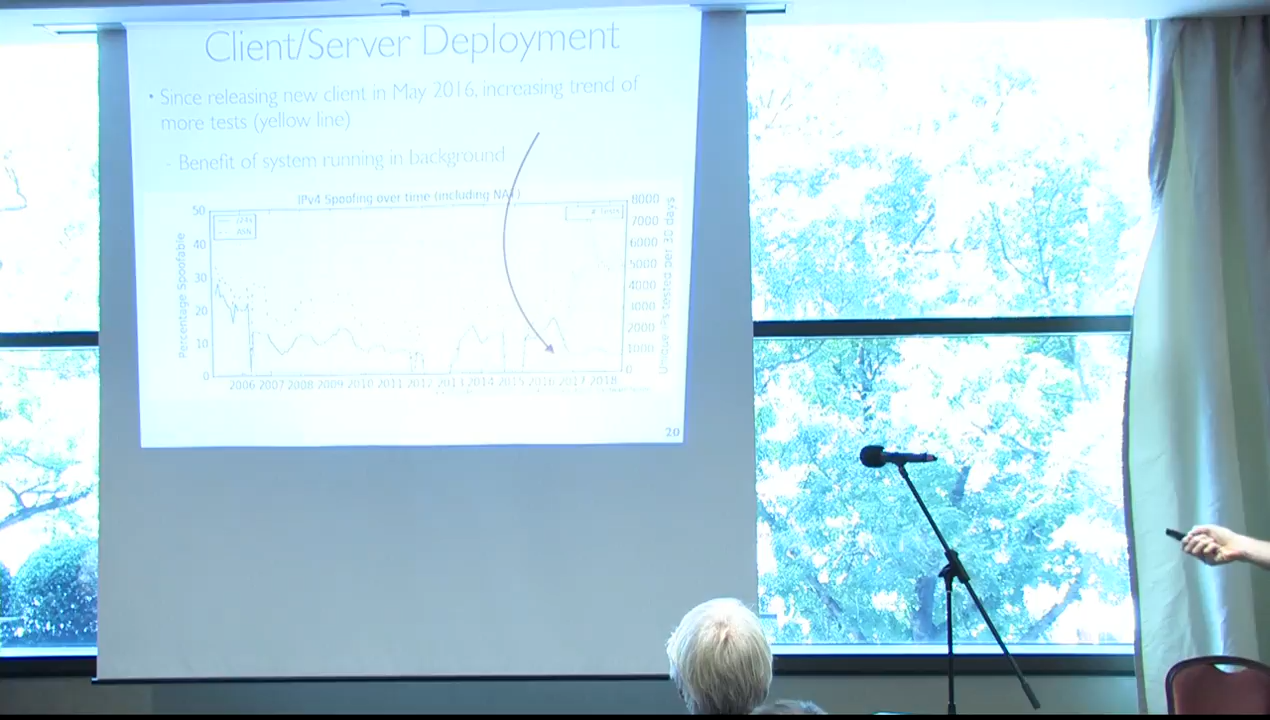 Client/Server Deployment
• Since releasing new client in May 2016, increasing trend of
more tests (yellow line)
- Benefit of system running in background
IPv4 Spoofing over time (including NAT)
/24s
ASN
# Tests
Percentage Spoofable
50
40
30
20
10
0
8000
7000
6000
5000
4000
3000
2000
1000
0
Unique IPs tested per 30 days
2006 2007 2008 2009 2010 2011 2012 2013 2014 2015 2016 2017 2018
20